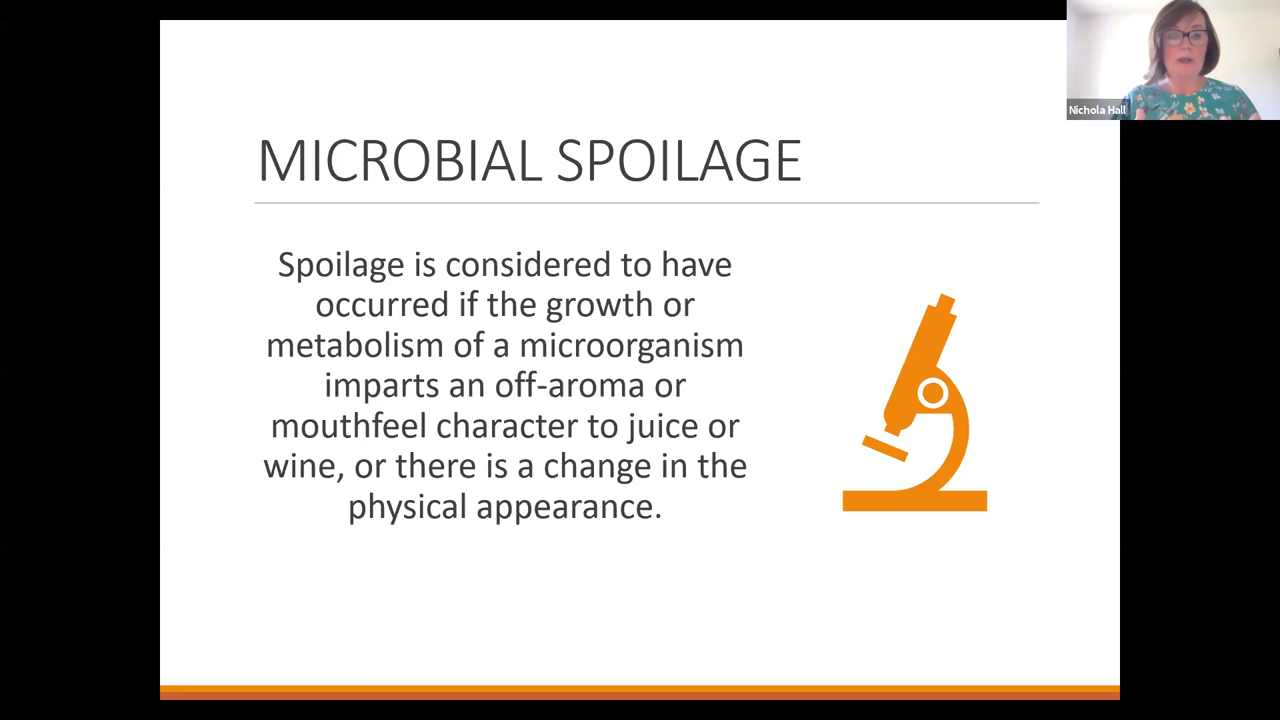 Nichola Hall
MICROBIAL SPOILAGE
Spoilage is considered to have
occurred if the growth or
metabolism of a microorganism
imparts an off-aroma or
mouthfeel character to juice or
wine, or there is a change in the
physical appearance.